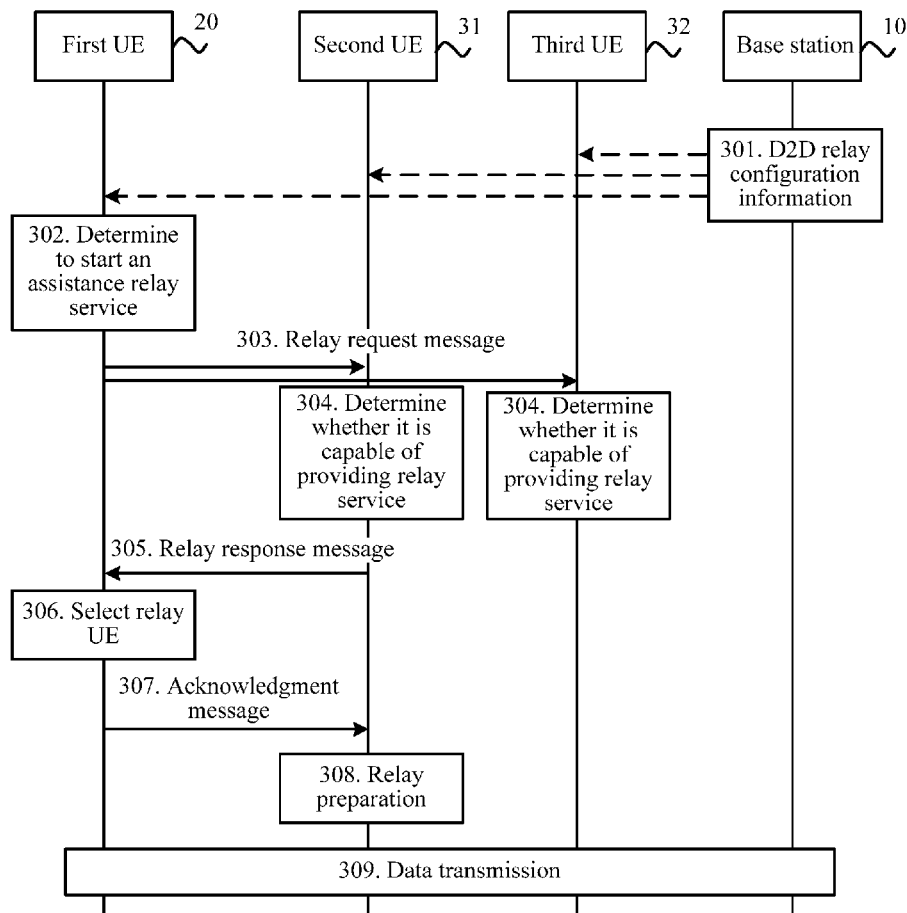 20
31
32
10
First UE
Second UE
Third UE
Base station
301. D2D relay
configuration
information
302. Determine
to start an
assistance relay
service
303. Relay request message
304. Determine
whether it is
capable of
providing relay
service
304. Determine
whether it is
capable of
providing relay
service
305. Relay response message
306. Select relay
UE
307. Acknowledgment
message
308. Relay
preparation
309. Data transmission